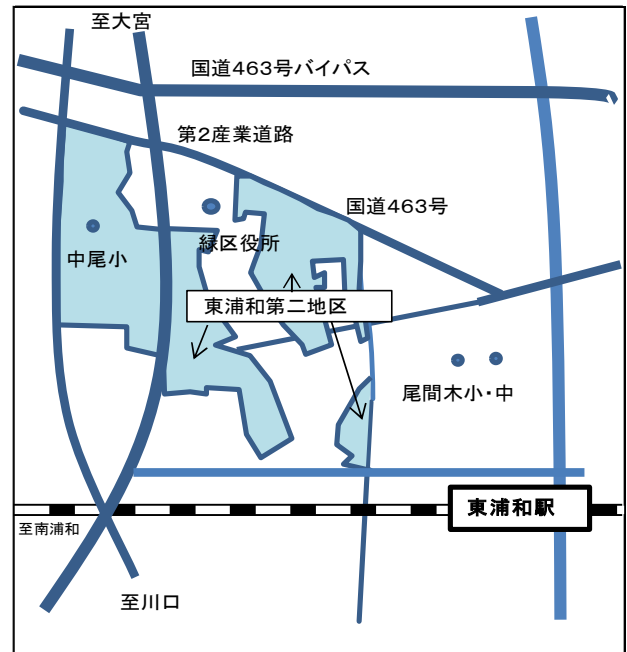 至大宮
国道463号バイパス
第2産業道路
国道463号
緑区役所
中尾小
東浦和第二地区
尾間木小・中
東浦和駅
至南浦和
至川口